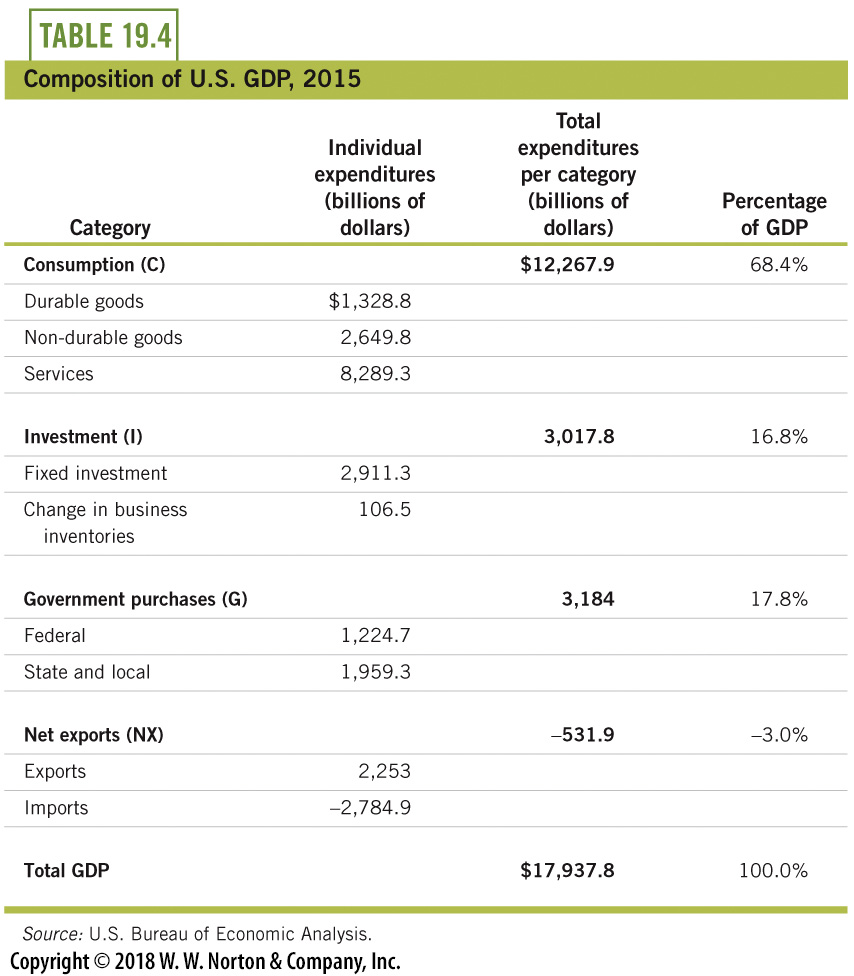 TABLE 19.4
Composition of U.S. GDP, 2015
Category Individual expenditures (billions of dollars) Total expenditures per category (billions of dollars) Percentage of GDP
Consumption (C) $12,267.9 68.4%
Durable goods $1,328.8
Non-durable goods 2,649.8
Services 8,289.3
Investment (I) 3,017.8 16.8%
Fixed investment 2,911.3
Change in business 106.5
inventories
Government purchases (G) 3,184 17.8%
Federal 1,224.7
State and local 1,959.3
Net exports (NX) –531.9 –3.0%
Exports 2,253
Imports –2,784.9
Total GDP $17,937.8 100.0%
Source: U.S. Bureau of Economic Analysis.
Copyright © 2018 W. W. Norton & Company, Inc.